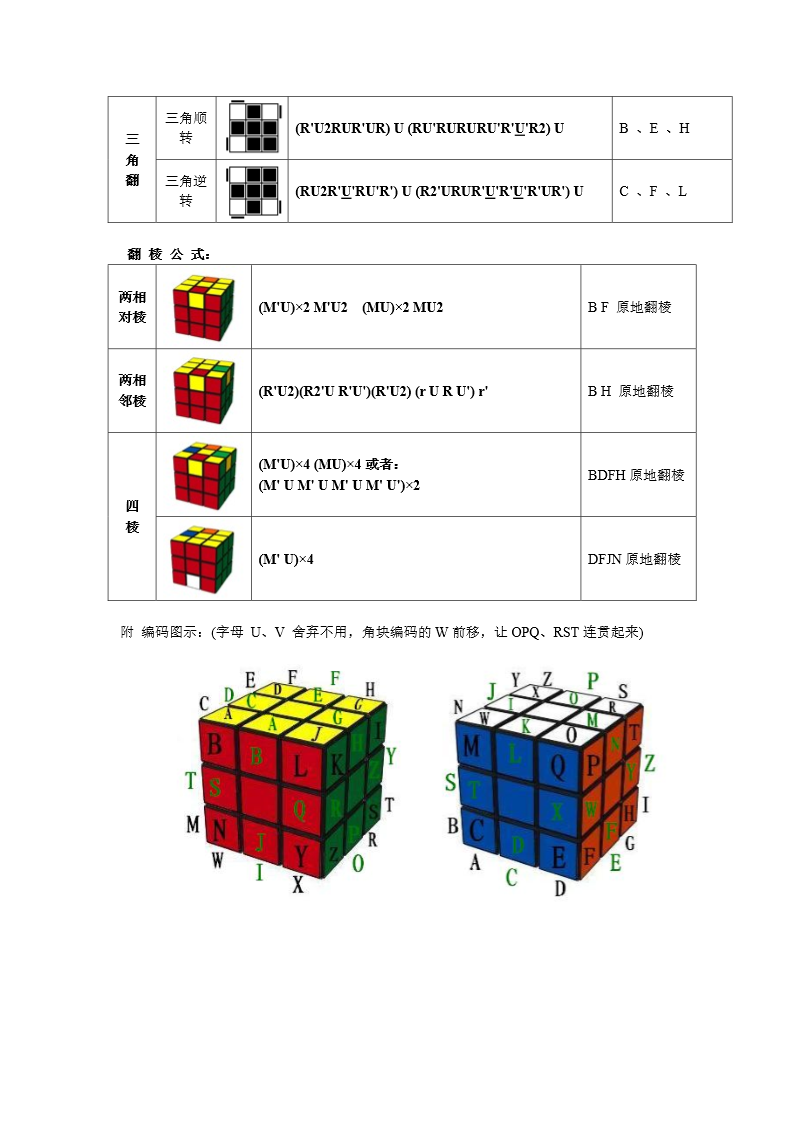 三角翻
三角顺转
(R'U2RUR'UR) U (RU'RURURU'R'U'R2) U
B 、E 、H
三角逆转
(RU2R'U'RU'R') U (R2'URUR'U'R'U'R'UR') U
C 、F 、L
翻 棱 公 式:
两相对棱
(M'U)×2 M'U2 (MU)×2 MU2
B F 原地翻棱
两相邻棱
(R'U2)(R2'U R'U')(R'U2) (r U R U') r'
B H 原地翻棱
四棱
(M'U)×4 (MU)×4 或者:
(M' U M' U M' U M' U')×2
BDFH 原地翻棱
(M' U)×4
DFJN 原地翻棱
附 编码图示:(字母 U、V 舍弃不用，角块编码的 W 前移，让 OPQ、RST 连贯起来)
E F F H
C D C D E G
A A G I
B B J H
L K Y
T S Q R Z
M N J S T
W I Y Z P R
X O
Y Z P S
N J X O R
W I M T
M K O N
L Q P Y Z
S T X W I
B C D H
A C E F F G
D E